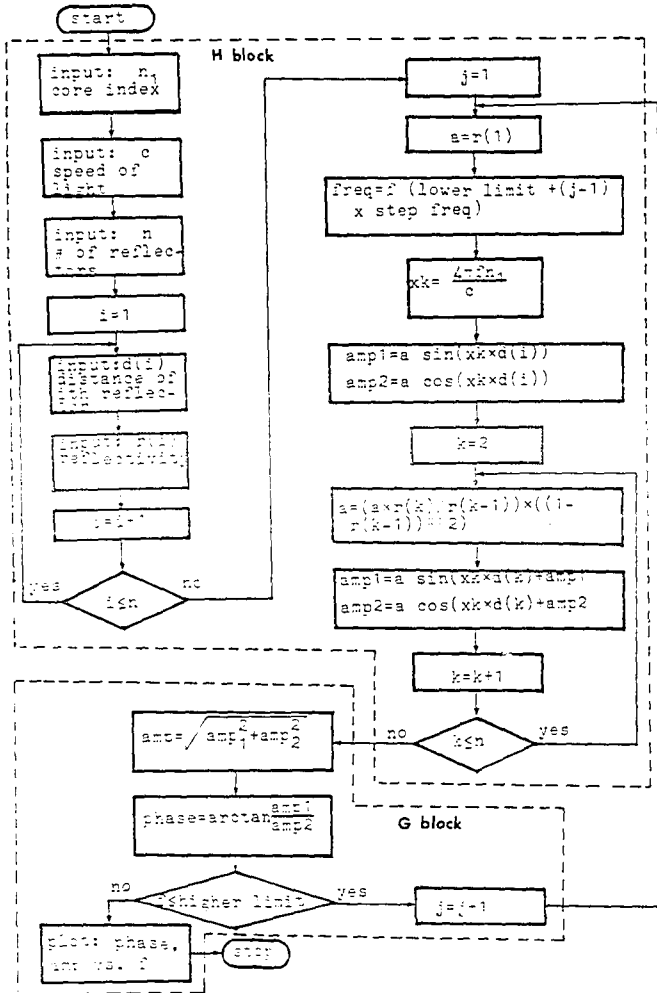 start
H block
input: n₁
core index
input: c
speed of
light
input: n
# of reflec-
tors
i=1
input:d(i)
distance of
ith reflec-
input: r(i)
reflectivity
i=i+1
yes
i≤n
no
j=1
a=r(1)
freq=f (lower limit +(j-1)
x step freq)
xk= 4πfn₁
c
amp1=a sin(xk×d(i))
amp2=a cos(xk×d(i))
k=2
a=(a×r(k)/r(k-1))×((1-
r(k-1))**2)
amp1=a sin(xk×d(k)+amp1
amp2=a cos(xk×d(k)+amp2
k=k+1
no
k≤n
yes
amp=√amp₁²+amp₂²
phase=arctan amp1
amp2
G block
no
f≤higher limit
yes
j=j+1
plot: phase,
amp vs. f
stop